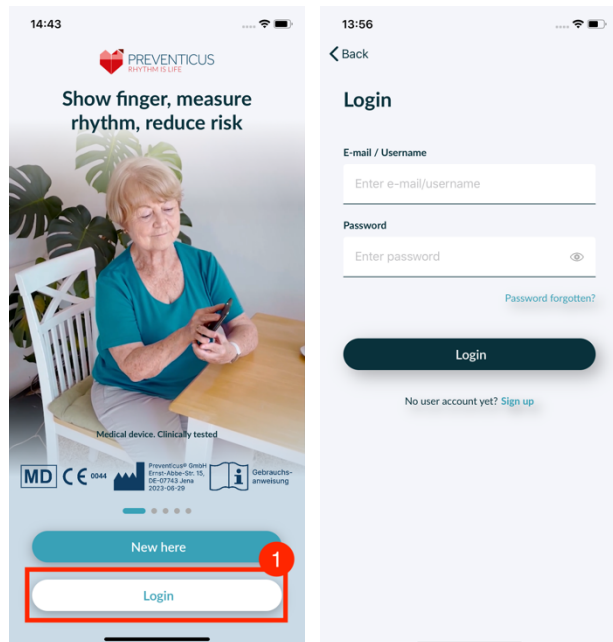 14:43
PREVENTICUS
RHYTHM IS LIFE
Show finger, measure
rhythm, reduce risk
Medical device. Clinically tested
MD
CE 0044
Preventicus® GmbH
Ernst-Abbe-Str. 15,
DE-07743 Jena
2023-06-29
i
Gebrauchs-
anweisung
New here
1
Login
13:56
Back
Login
E-mail / Username
Enter e-mail/username
Password
Enter password
Password forgotten?
Login
No user account yet? Sign up